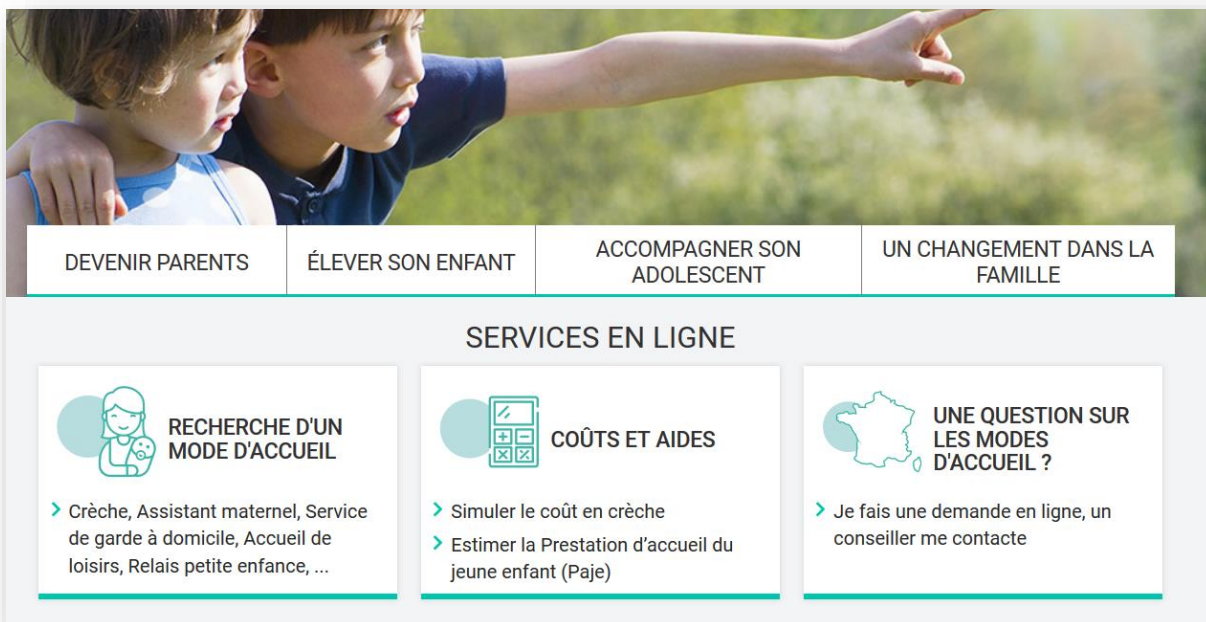 DEVENIR PARENTS
ÉLEVER SON ENFANT
ACCOMPAGNER SON
ADOLESCENT
UN CHANGEMENT DANS LA
FAMILLE
SERVICES EN LIGNE
RECHERCHE D'UN
MODE D'ACCUEIL
Crèche, Assistant maternel, Service
de garde à domicile, Accueil de
loisirs, Relais petite enfance, ...
COÛTS ET AIDES
Simuler le coût en crèche
Estimer la Prestation d’accueil du
jeune enfant (Paje)
UNE QUESTION SUR
LES MODES
D'ACCUEIL ?
Je fais une demande en ligne, un
conseiller me contacte